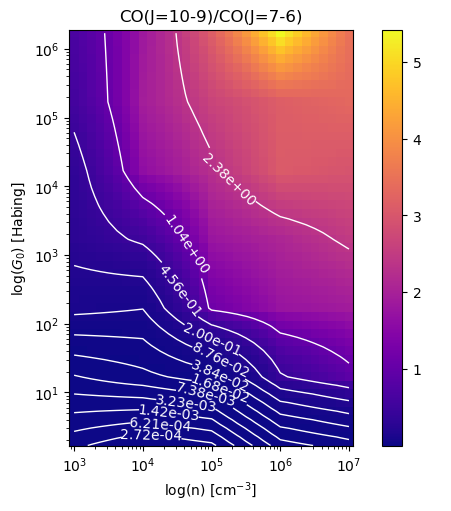 CO(J=10-9)/CO(J=7-6)
10^6
10^5
10^4
10^3
10^2
10^1
log(G_0) [Habing]
2.38e+00
1.04e+00
4.56e-01
2.00e-01
8.76e-02
3.84e-02
1.68e-02
7.38e-03
3.23e-03
1.42e-03
6.21e-04
2.72e-04
10^3 10^4 10^5 10^6 10^7
log(n) [cm^-3]
5
4
3
2
1